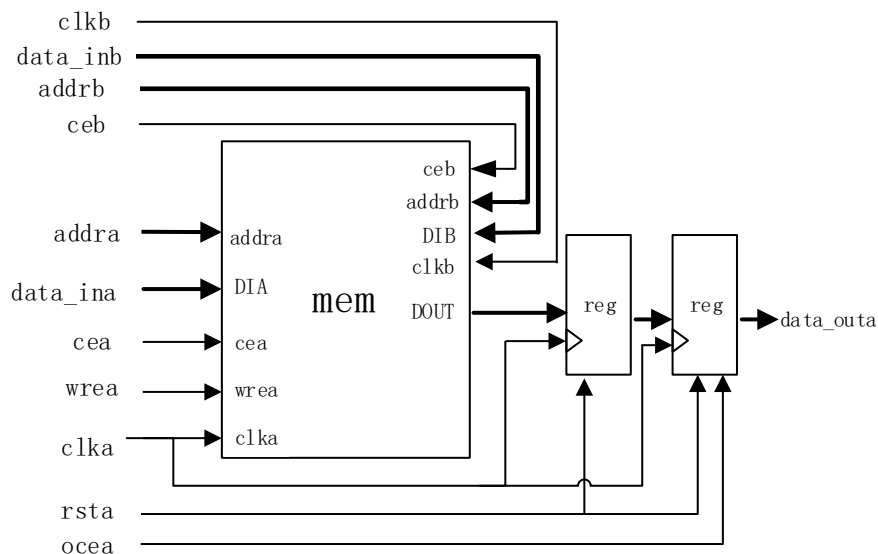 clkb
data_inb
addrb
ceb
ceb
addrb
DIB
clkb
addra
addra
data_ina
DIA
mem
DOUT
reg
reg
data_outa
cea
cea
wrea
wrea
clka
clka
rsta
ocea